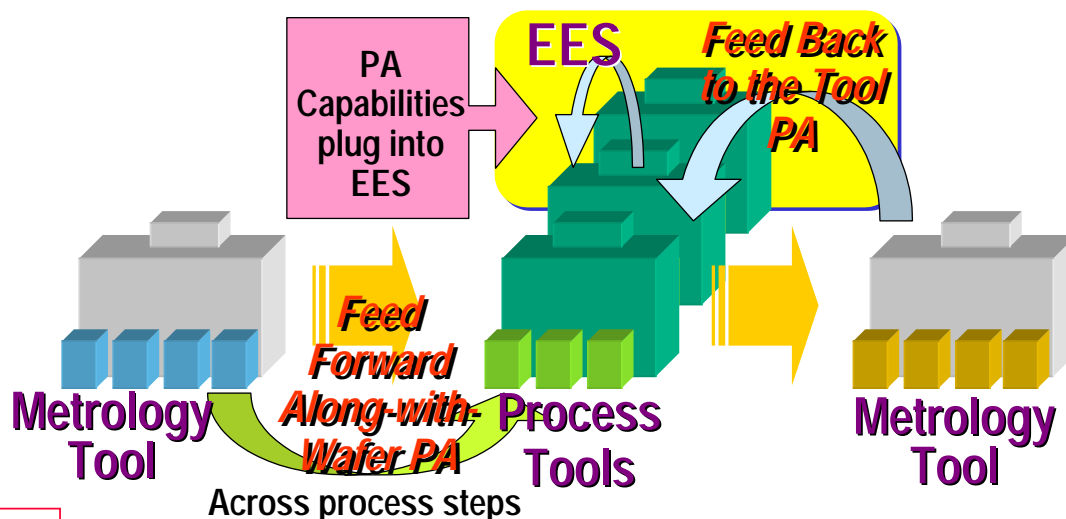 PA
Capabilities
plug into
EES
EES
Feed Back
to the Tool
PA
Feed
Forward
Along-with-
Wafer PA
Metrology
Tool
Process
Tools
Metrology
Tool
Across process steps